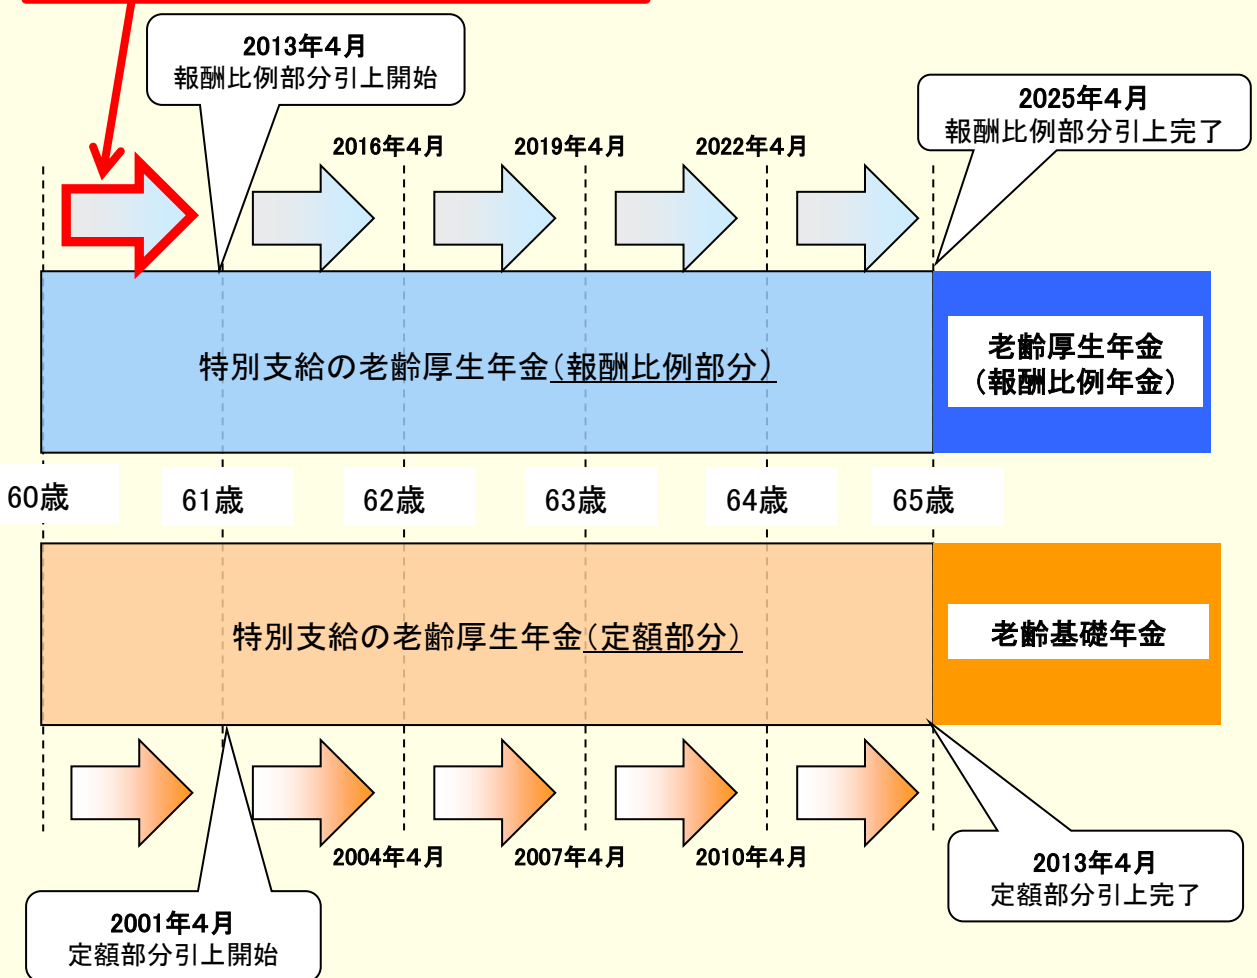 2013年4月
報酬比例部分引上開始
2025年4月
報酬比例部分引上完了
2016年4月
2019年4月
2022年4月
特別支給の老齢厚生年金(報酬比例部分)
老齢厚生年金
(報酬比例年金)
60歳
61歳
62歳
63歳
64歳
65歳
特別支給の老齢厚生年金(定額部分)
老齢基礎年金
2004年4月
2007年4月
2010年4月
2013年4月
定額部分引上完了
2001年4月
定額部分引上開始